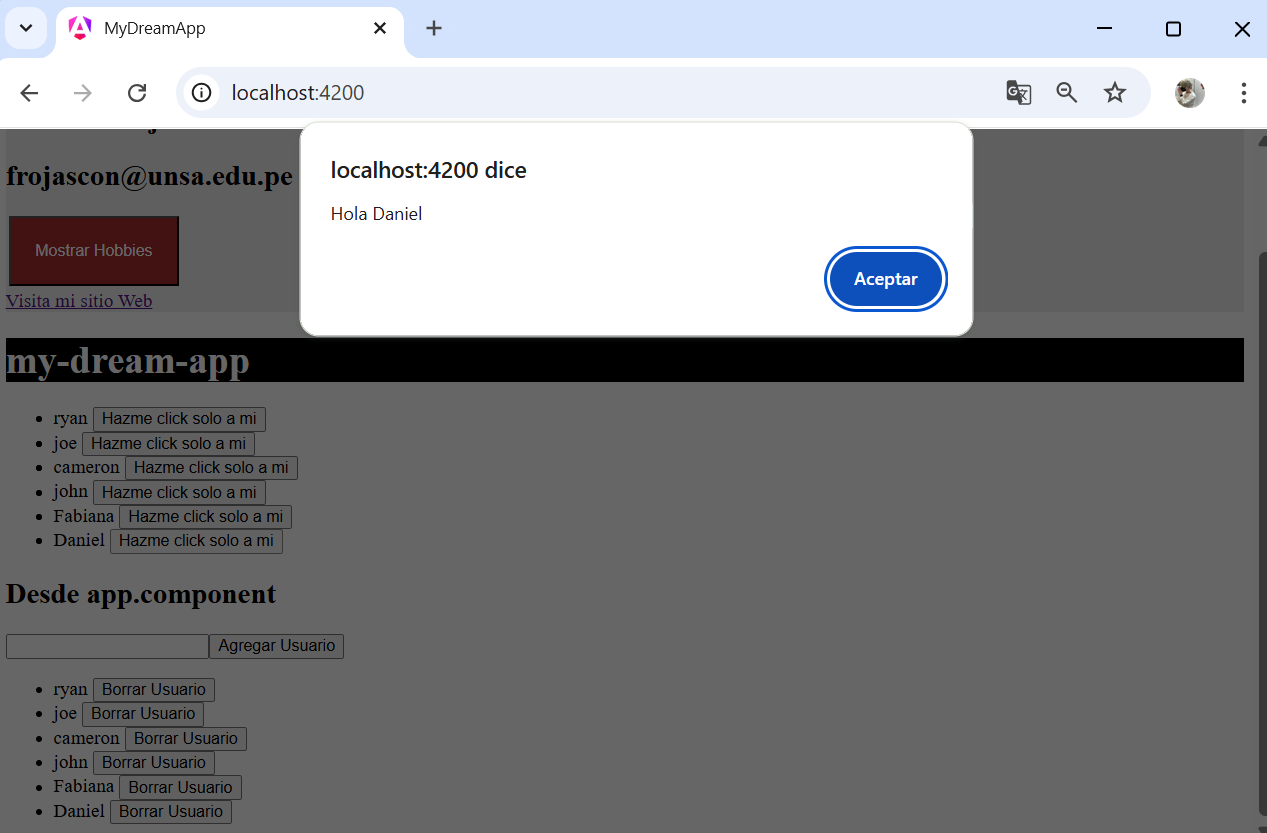 MyDreamApp
localhost:4200
localhost:4200 dice
Hola Daniel
Aceptar
frojascon@unsa.edu.pe
Mostrar Hobbies
Visita mi sitio Web
my-dream-app
ryan Hazme click solo a mi
joe Hazme click solo a mi
cameron Hazme click solo a mi
john Hazme click solo a mi
Fabiana Hazme click solo a mi
Daniel Hazme click solo a mi
Desde app.component
Agregar Usuario
ryan Borrar Usuario
joe Borrar Usuario
cameron Borrar Usuario
john Borrar Usuario
Fabiana Borrar Usuario
Daniel Borrar Usuario